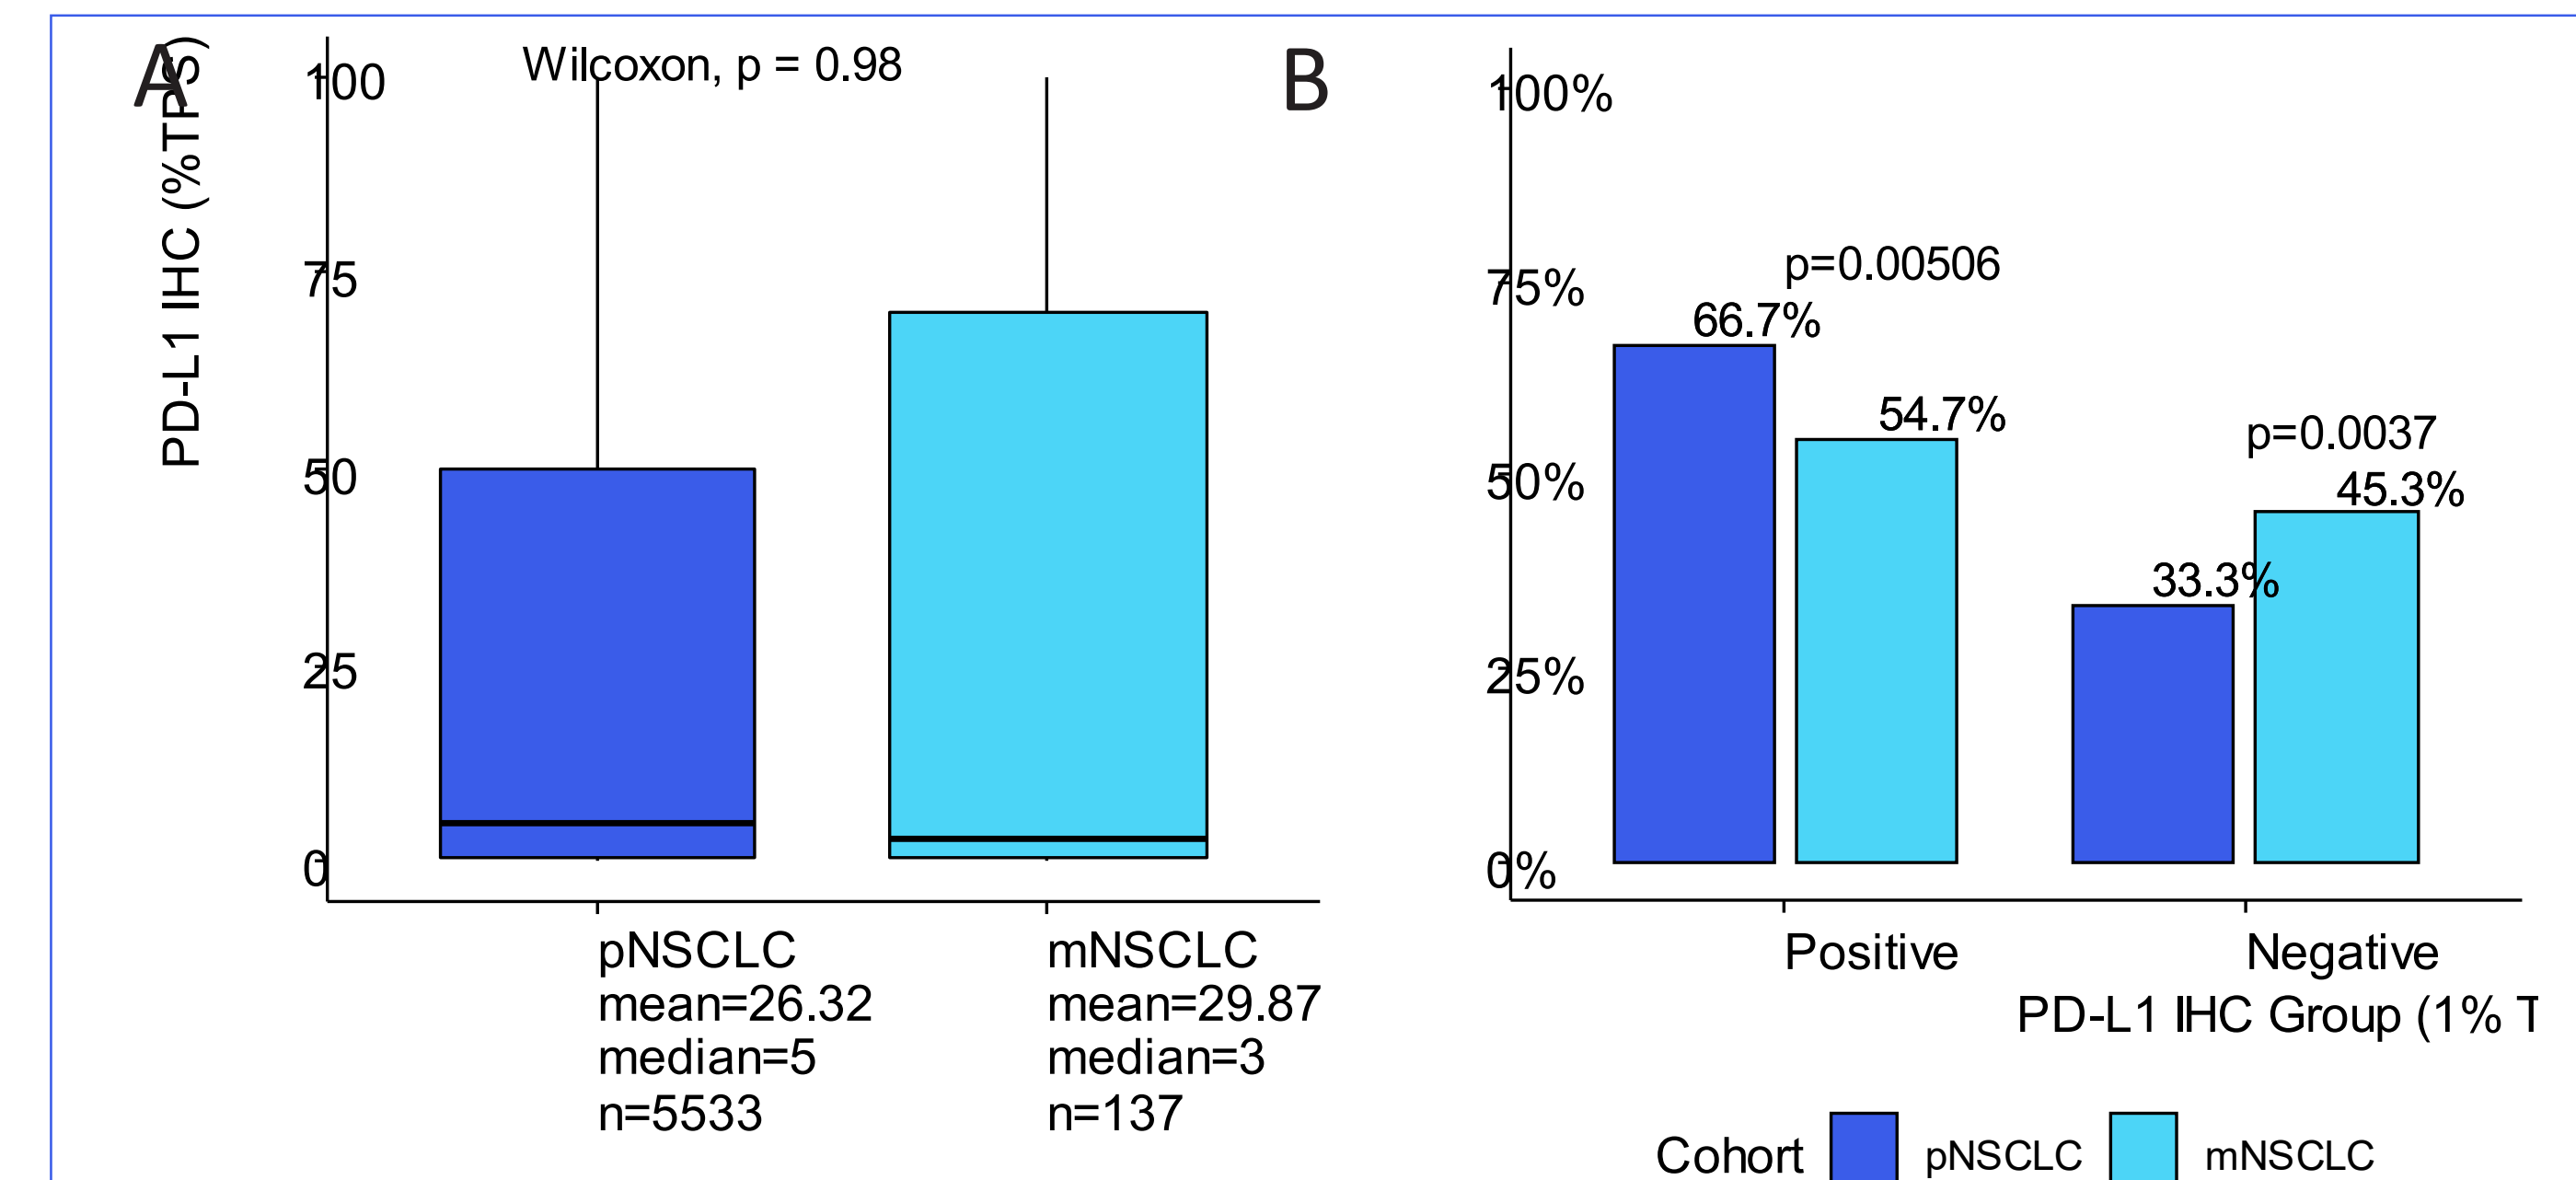 A
PD-L1 IHC (%TPS)
Wilcoxon, p = 0.98
100
75
50
25
0
pNSCLC
mean=26.32
median=5
n=5533
mNSCLC
mean=29.87
median=3
n=137
B
100%
75%
50%
25%
0%
p=0.00506
66.7%
54.7%
p=0.0037
45.3%
33.3%
Positive
Negative
PD-L1 IHC Group (1% T
Cohort
pNSCLC
mNSCLC